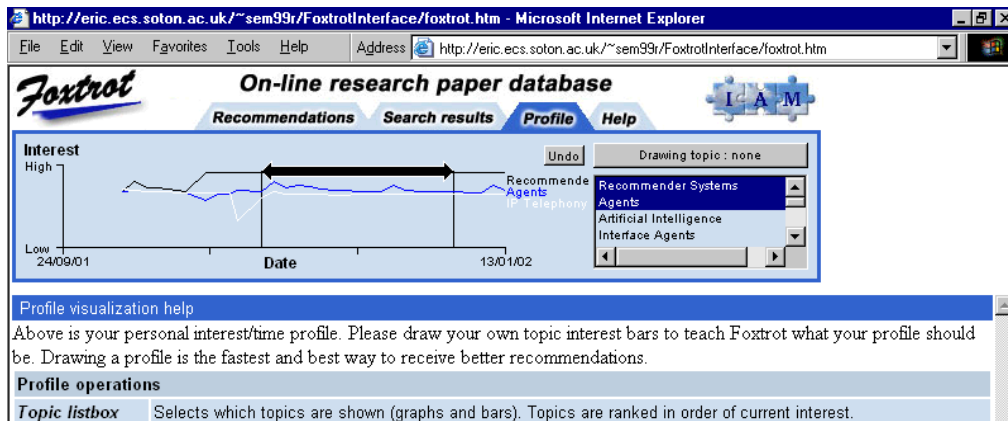 http://eric.ecs.soton.ac.uk/~sem99r/FoxtrotInterface/foxtrot.htm - Microsoft Internet Explorer
File Edit View Favorites Tools Help Address http://eric.ecs.soton.ac.uk/~sem99r/FoxtrotInterface/foxtrot.htm
Foxtrot On-line research paper database I A M
Recommendations Search results Profile Help
Interest Undo Drawing topic : none
High
Recommende Recommender Systems
Agents Agents
IP Telephony Artificial Intelligence
Interface Agents
Low
24/09/01 Date 13/01/02
Profile visualization help
Above is your personal interest/time profile. Please draw your own topic interest bars to teach Foxtrot what your profile should
be. Drawing a profile is the fastest and best way to receive better recommendations.
Profile operations
Topic listbox Selects which topics are shown (graphs and bars). Topics are ranked in order of current interest.